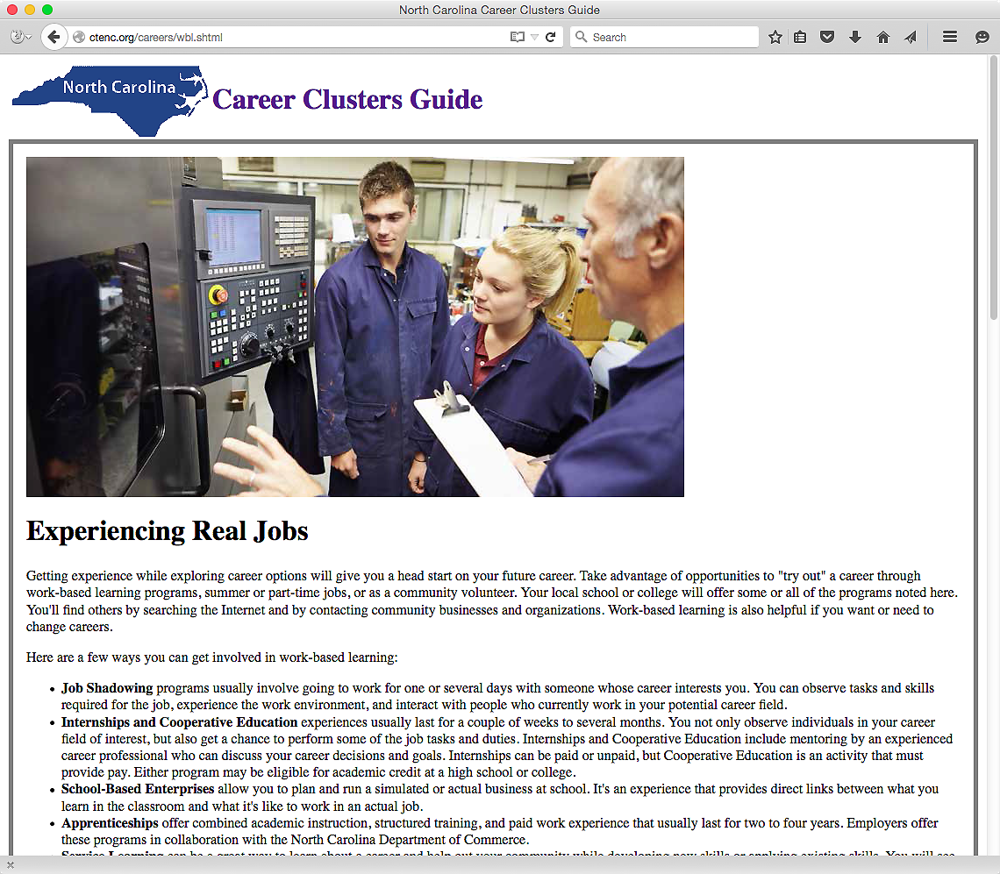 North Carolina Career Clusters Guide
ctenc.org/careers/wbl.shtml
Search
North Carolina
Career Clusters Guide
Experiencing Real Jobs
Getting experience while exploring career options will give you a head start on your future career. Take advantage of opportunities to "try out" a career through
work-based learning programs, summer or part-time jobs, or as a community volunteer. Your local school or college will offer some or all of the programs noted here.
You'll find others by searching the Internet and by contacting community businesses and organizations. Work-based learning is also helpful if you want or need to
change careers.
Here are a few ways you can get involved in work-based learning:
• Job Shadowing programs usually involve going to work for one or several days with someone whose career interests you. You can observe tasks and skills
required for the job, experience the work environment, and interact with people who currently work in your potential career field.
• Internships and Cooperative Education experiences usually last for a couple of weeks to several months. You not only observe individuals in your career
field of interest, but also get a chance to perform some of the job tasks and duties. Internships and Cooperative Education include mentoring by an experienced
career professional who can discuss your career decisions and goals. Internships can be paid or unpaid, but Cooperative Education is an activity that must
provide pay. Either program may be eligible for academic credit at a high school or college.
• School-Based Enterprises allow you to plan and run a simulated or actual business at school. It's an experience that provides direct links between what you
learn in the classroom and what it's like to work in an actual job.
• Apprenticeships offer combined academic instruction, structured training, and paid work experience that usually last for two to four years. Employers offer
these programs in collaboration with the North Carolina Department of Commerce.
• Service Learning can be a great way to learn about a career and help out your community while developing new skills or applying existing skills. You will see